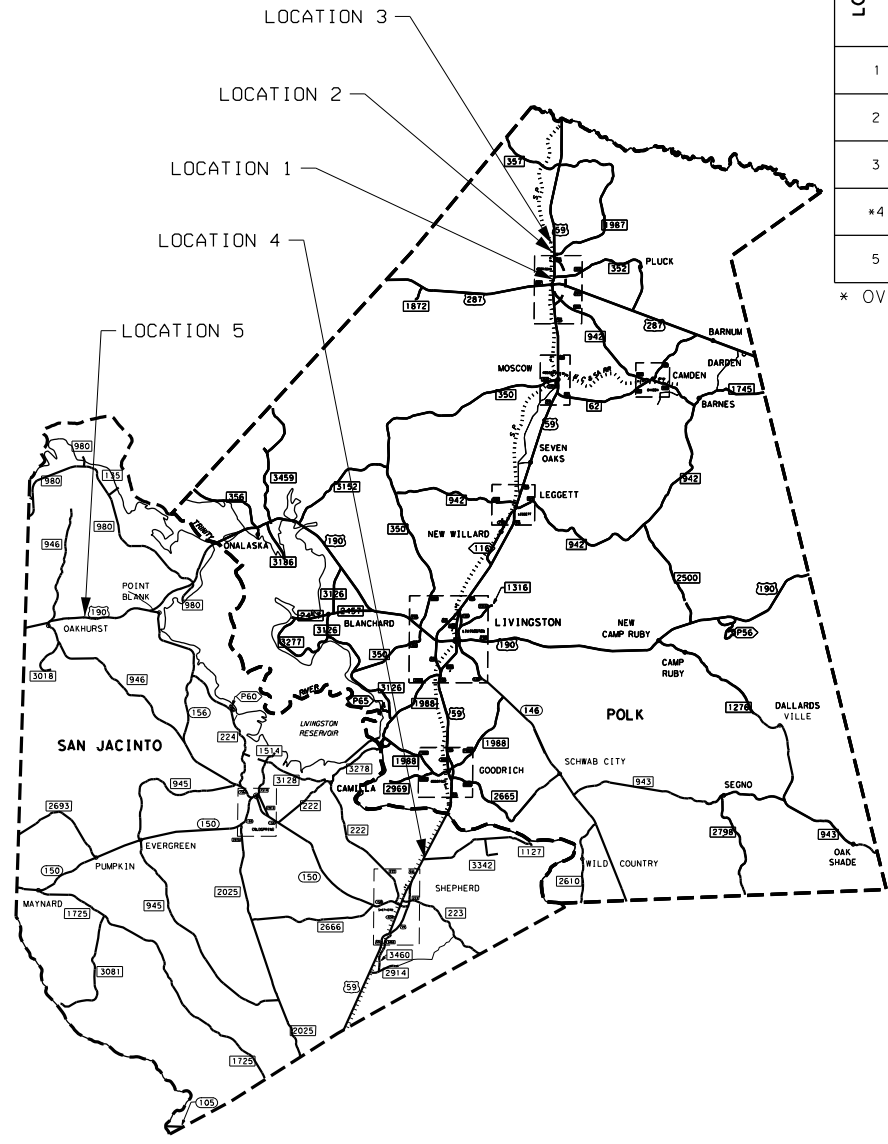 LOCATION 3
LOCATION 2
LOCATION 1
LOCATION 4
LOCATION 5
1
2
3
*4
5
* OV
357
59
1987
352
PLUCK
1872
287
942
287
BARNUM
DARDEN
MOSCOW
CAMDEN
350
62
BARNES
1745
59
SEVEN
OAKS
980
135
980
980
3459
3152
356
942
LEGGETT
942
946
TRINITY
ONALASKA
190
350
NEW WILLARD
942
3186
116
2500
POINT
BLANK
980
3126
1316
190
190
OAKHURST
2457
2457
BLANCHARD
LIVINGSTON
NEW
CAMP RUBY
P56
3126
3277
350
190
CAMP
RUBY
3018
946
3126
P60
RIVER
P65
1988
59
146
1276
DALLARDS
VILLE
156
224
LIVINGSTON
RESERVOIR
POLK
SAN JACINTO
1514
3278
1988
1988
GOODRICH
SCHWAB CITY
945
3128
CAMILLA
2969
2665
943
SEGNO
2693
222
150
EVERGREEN
222
2798
943
PUMPKIN
1127
3342
WILD COUNTRY
OAK
SHADE
150
150
MAYNARD
945
2025
SHEPHERD
2610
1725
2666
223
3460
2914
3081
59
2025
1725
105